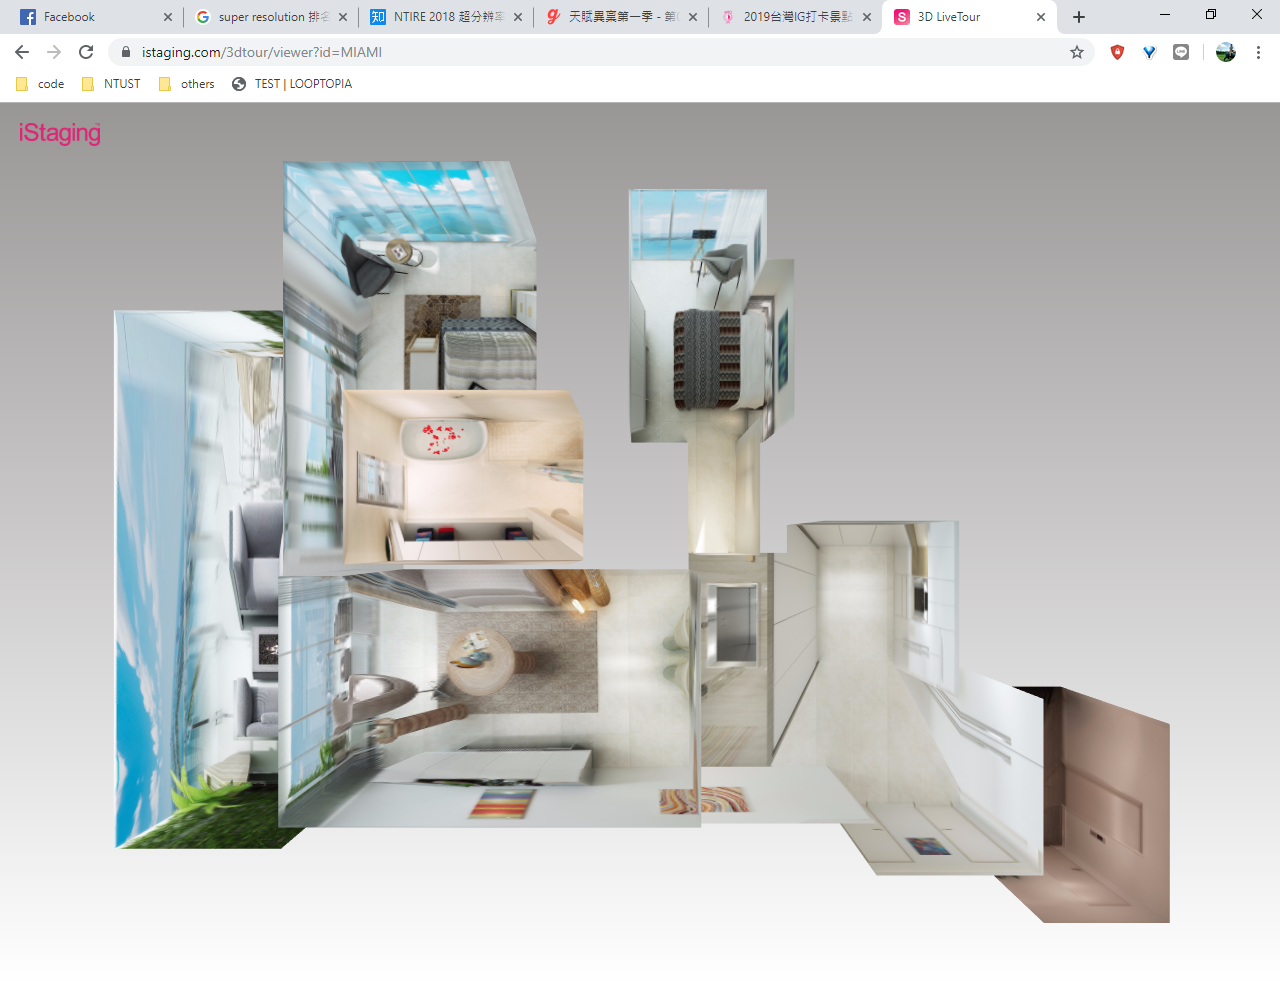 Facebook
super resolution 排名
NTIRE 2018 超分辨率
天賦異稟第一季 - 第
2019台灣IG打卡景點
3D LiveTour
istaging.com/3dtour/viewer?id=MIAMI
code
NTUST
others
TEST | LOOPTOPIA
iStaging